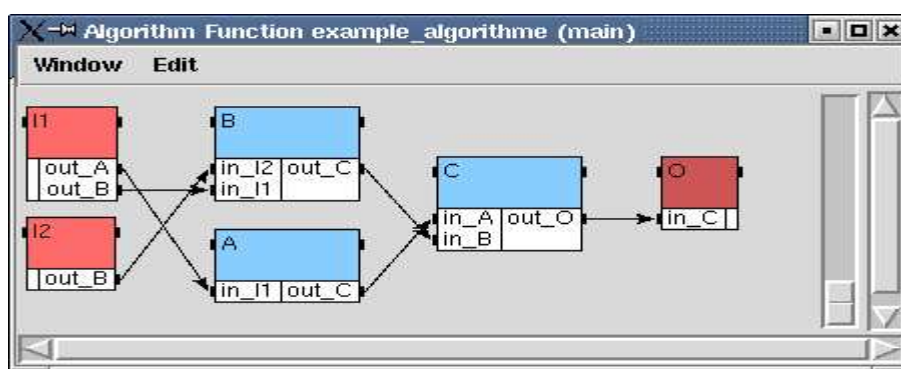 Algorithm Function example_algorithme (main)
Window Edit
I1
out_A
out_B
I2
out_B
B
in_I2 out_C
in_I1
A
in_I1 out_C
C
in_A out_O
in_B
O
in_C